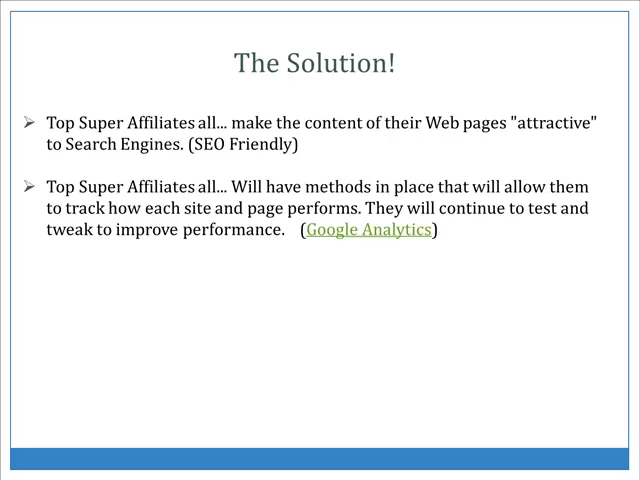 The Solution!
Top Super Affiliates all... make the content of their Web pages "attractive"
to Search Engines. (SEO Friendly)
Top Super Affiliates all... Will have methods in place that will allow them
to track how each site and page performs. They will continue to test and
tweak to improve performance. (Google Analytics)